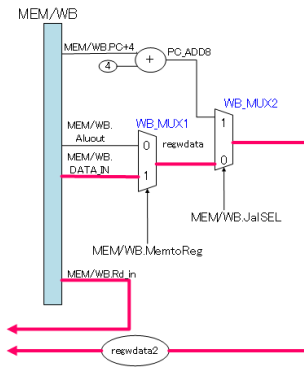 MEM/WB
MEM/WB.PC+4
PC_ADD8
4
+
WB_MUX2
WB_MUX1
1
MEM/WB.
Aluout
0
regwdata
MEM/WB.
DATA_IN
1
0
MEM/WB.JalSEL
MEM/WB.MemtoReg
MEM/WB.Rd_in
regwdata2